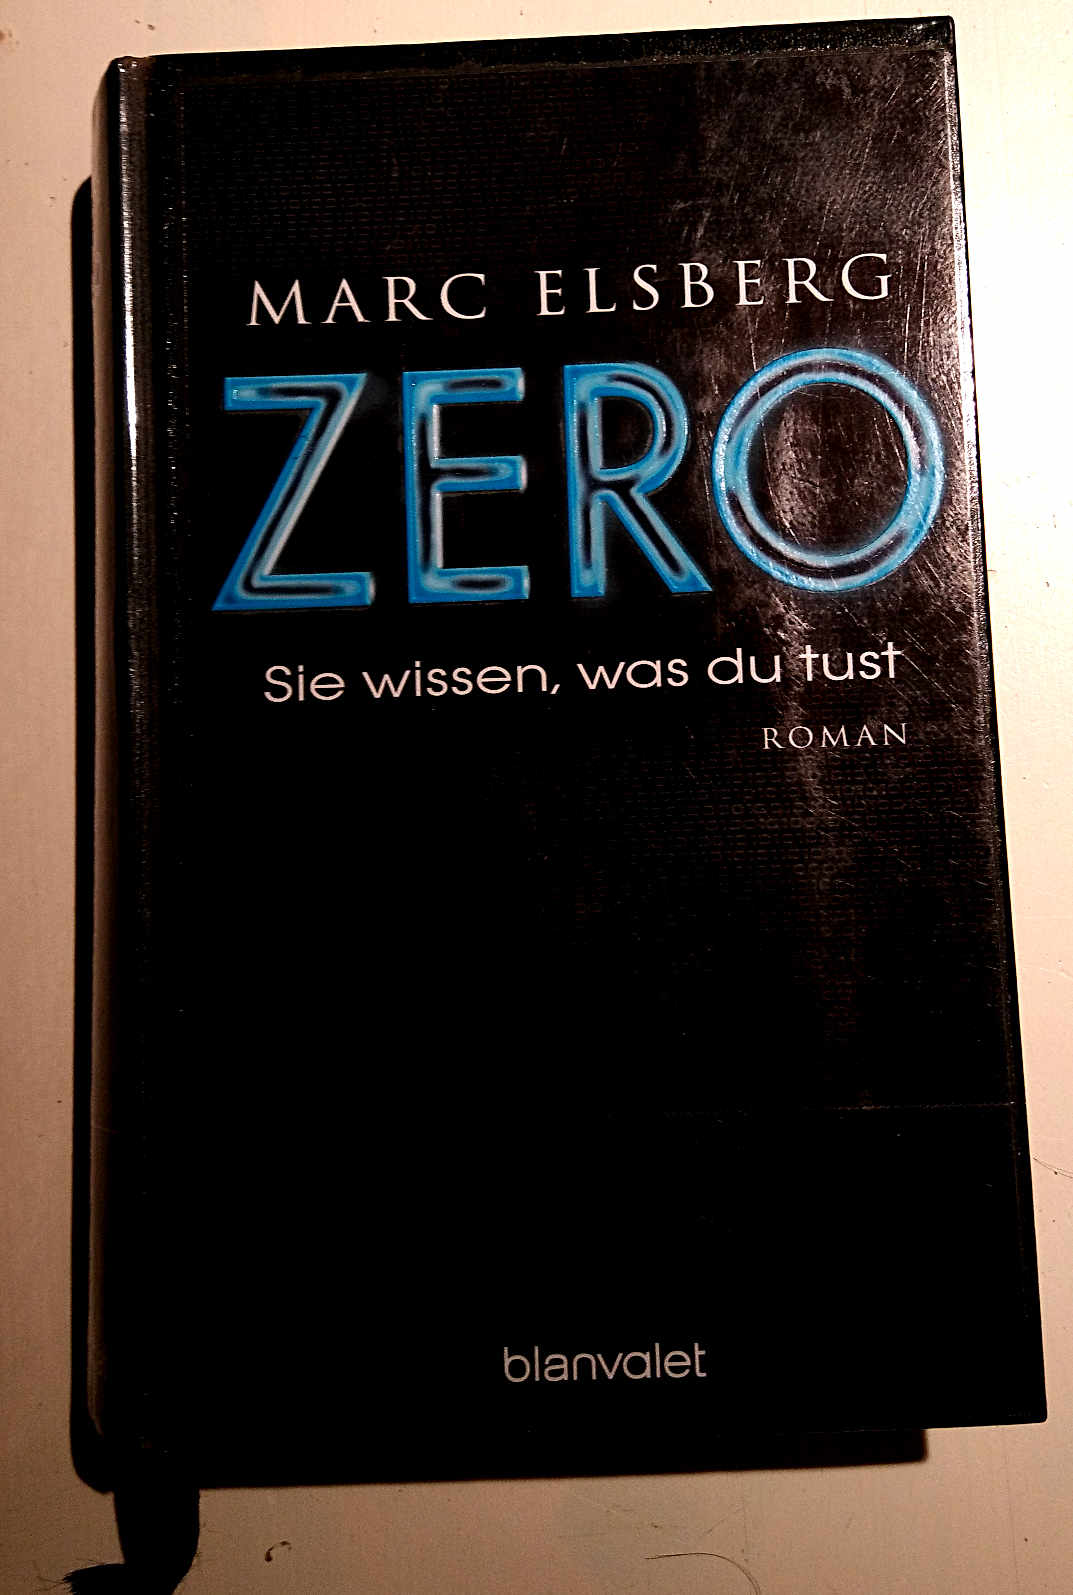 MARC ELSBERG
ZERO
Sie wissen, was du tust
ROMAN
blanvalet